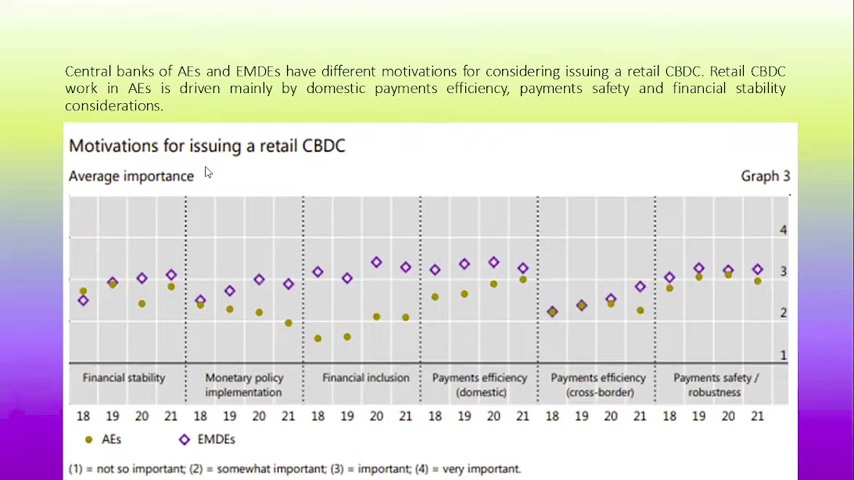 Central banks of AEs and EMDEs have different motivations for considering issuing a retail CBDC. Retail CBDC
work in AEs is driven mainly by domestic payments efficiency, payments safety and financial stability
considerations.
Motivations for issuing a retail CBDC
Average importance
Graph 3
4
3
2
1
Financial stability
Monetary policy
implementation
Financial inclusion
Payments efficiency
(domestic)
Payments efficiency
(cross-border)
Payments safety /
robustness
18 19 20 21 18 19 20 21 18 19 20 21 18 19 20 21 18 19 20 21 18 19 20 21
AEs EMDEs
(1) = not so important; (2) = somewhat important; (3) = important; (4) = very important.